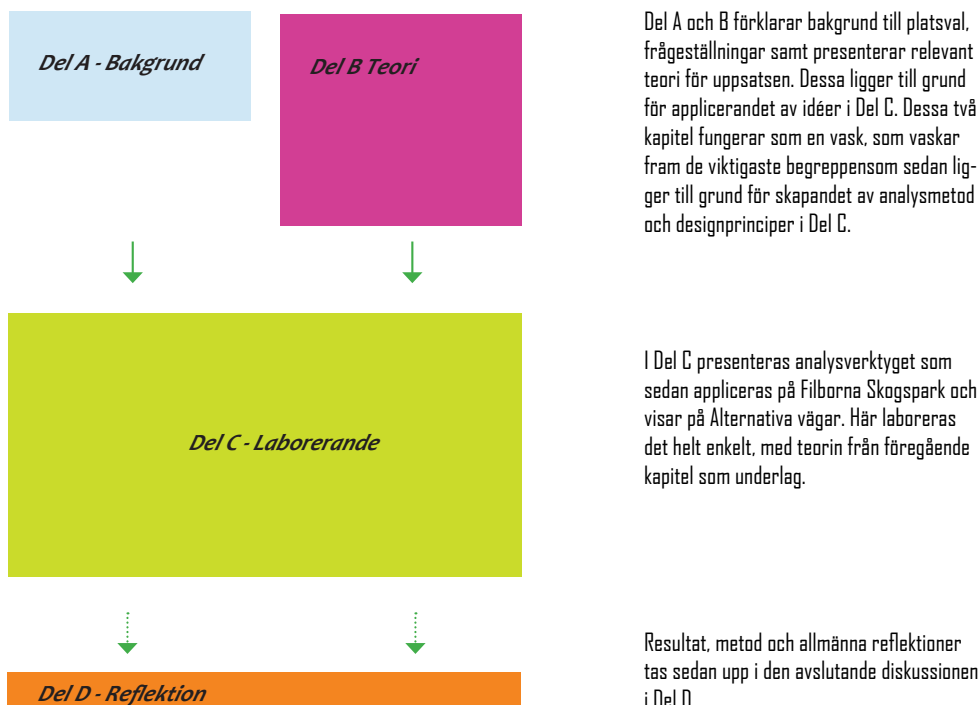 Del A - Bakgrund
Del B Teori
Del A och B förklarar bakgrund till platsval,
frågeställningar samt presenterar relevant
teori för uppsatsen. Dessa ligger till grund
för applicerandet av idéer i Del C. Dessa två
kapitel fungerar som en vask, som vaskar
fram de viktigaste begreppensom sedan lig-
ger till grund för skapandet av analysmetod
och designprinciper i Del C.
Del C - Laborerande
I Del C presenteras analysverktyget som
sedan appliceras på Filborna Skogspark och
visar på Alternativa vägar. Här laboreras
det helt enkelt, med teorin från föregående
kapitel som underlag.
Del D - Reflektion
Resultat, metod och allmänna reflektioner
tas sedan upp i den avslutande diskussionen
i Del D